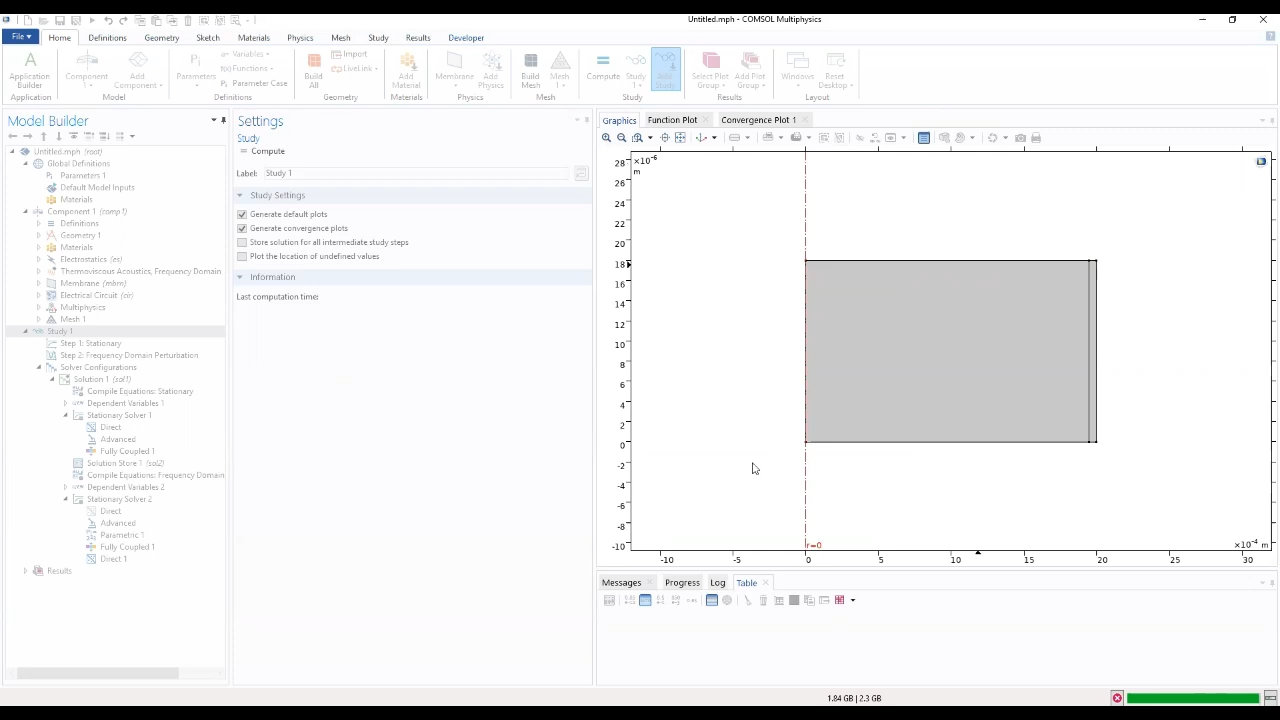 Untitled.mph - COMSOL Multiphysics
File Home Definitions Geometry Sketch Materials Physics Mesh Study Results Developer
Application Builder
Component 1
Add Component
Parameters
Variables
Functions
Parameter Case
Build All
Import
LiveLink
Add Material
Membrane
Add Physics
Build Mesh
Mesh 1
Compute
Study 1
Add Study
Select Plot Group
Add Plot Group
Windows
Reset Desktop
Application Model Definitions Geometry Materials Physics Mesh Study Results Layout
Model Builder
Untitled.mph (root)
Global Definitions
Parameters 1
Default Model Inputs
Materials
Component 1 (comp1)
Definitions
Geometry 1
Materials
Electrostatics (es)
Thermoviscous Acoustics, Frequency Domain
Membrane (mbrn)
Electrical Circuit (cir)
Multiphysics
Mesh 1
Study 1
Step 1: Stationary
Step 2: Frequency Domain Perturbation
Solver Configurations
Solution 1 (sol1)
Compile Equations: Stationary
Dependent Variables 1
Stationary Solver 1
Direct
Advanced
Fully Coupled 1
Solution Store 1 (sol2)
Compile Equations: Frequency Domain
Dependent Variables 2
Stationary Solver 2
Direct
Advanced
Parametric 1
Fully Coupled 1
Direct 1
Results
Settings
Study
= Compute
Label: Study 1
Study Settings
Generate default plots
Generate convergence plots
Store solution for all intermediate study steps
Plot the location of undefined values
Information
Last computation time:
Graphics Function Plot Convergence Plot 1
×10⁻⁶
m
28
26
24
22
20
18
16
14
12
10
8
6
4
2
0
-2
-4
-6
-8
-10
r=0
×10⁻⁴ m
-10 -5 0 5 10 15 20 25 30
Messages Progress Log Table
1.84 GB | 2.3 GB